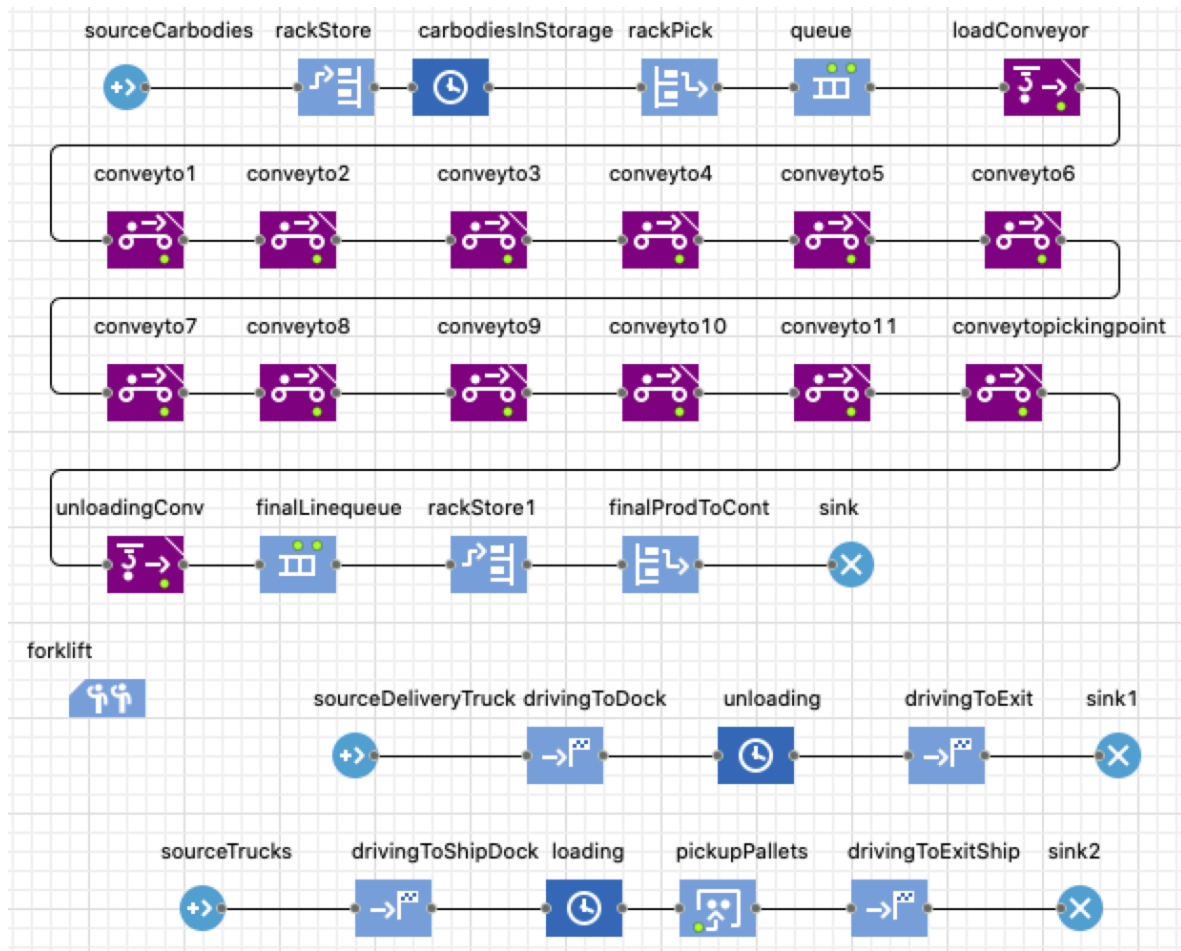 sourceCarbodies rackStore carbodiesInStorage rackPick queue loadConveyor
conveyto1 conveyto2 conveyto3 conveyto4 conveyto5 conveyto6
conveyto7 conveyto8 conveyto9 conveyto10 conveyto11 conveytopickingpoint
unloadingConv finalLinequeue rackStore1 finalProdToCont sink
forklift
sourceDeliveryTruck drivingToDock unloading drivingToExit sink1
sourceTrucks drivingToShipDock loading pickupPallets drivingToExitShip sink2